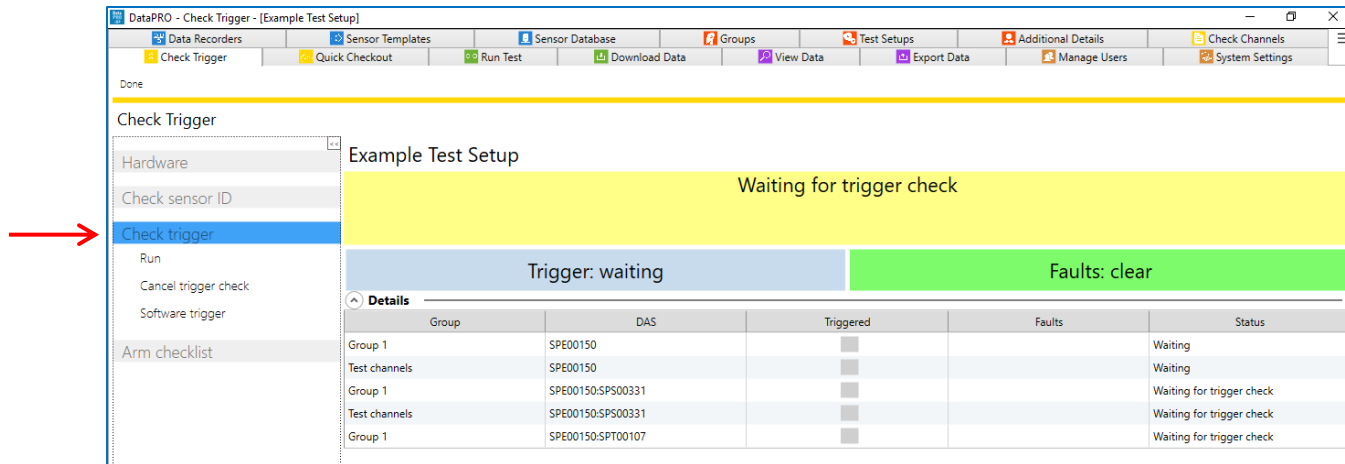 DataPRO - Check Trigger - [Example Test Setup]
Data Recorders Sensor Templates Sensor Database Groups Test Setups Additional Details Check Channels
Check Trigger Quick Checkout Run Test Download Data View Data Export Data Manage Users System Settings
Done
Check Trigger
<<
Hardware
Check sensor ID
Check trigger
Run
Cancel trigger check
Software trigger
Arm checklist
Example Test Setup
Waiting for trigger check
Trigger: waiting Faults: clear
Details
Group DAS Triggered Faults Status
Group 1 SPE00150 Waiting
Test channels SPE00150 Waiting
Group 1 SPE00150:SPS00331 Waiting for trigger check
Test channels SPE00150:SPS00331 Waiting for trigger check
Group 1 SPE00150:SPT00107 Waiting for trigger check